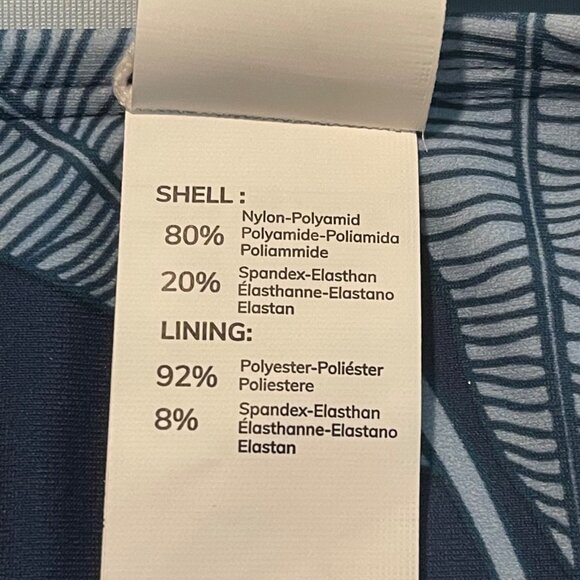 SHELL :
80% Nylon-Polyamid
Polyamide-Poliamida
Poliammide
20% Spandex-Elasthan
Élasthanne-Elastano
Elastan
LINING:
92% Polyester-Poliéster
Poliestere
8% Spandex-Elasthan
Élasthanne-Elastano
Elastan